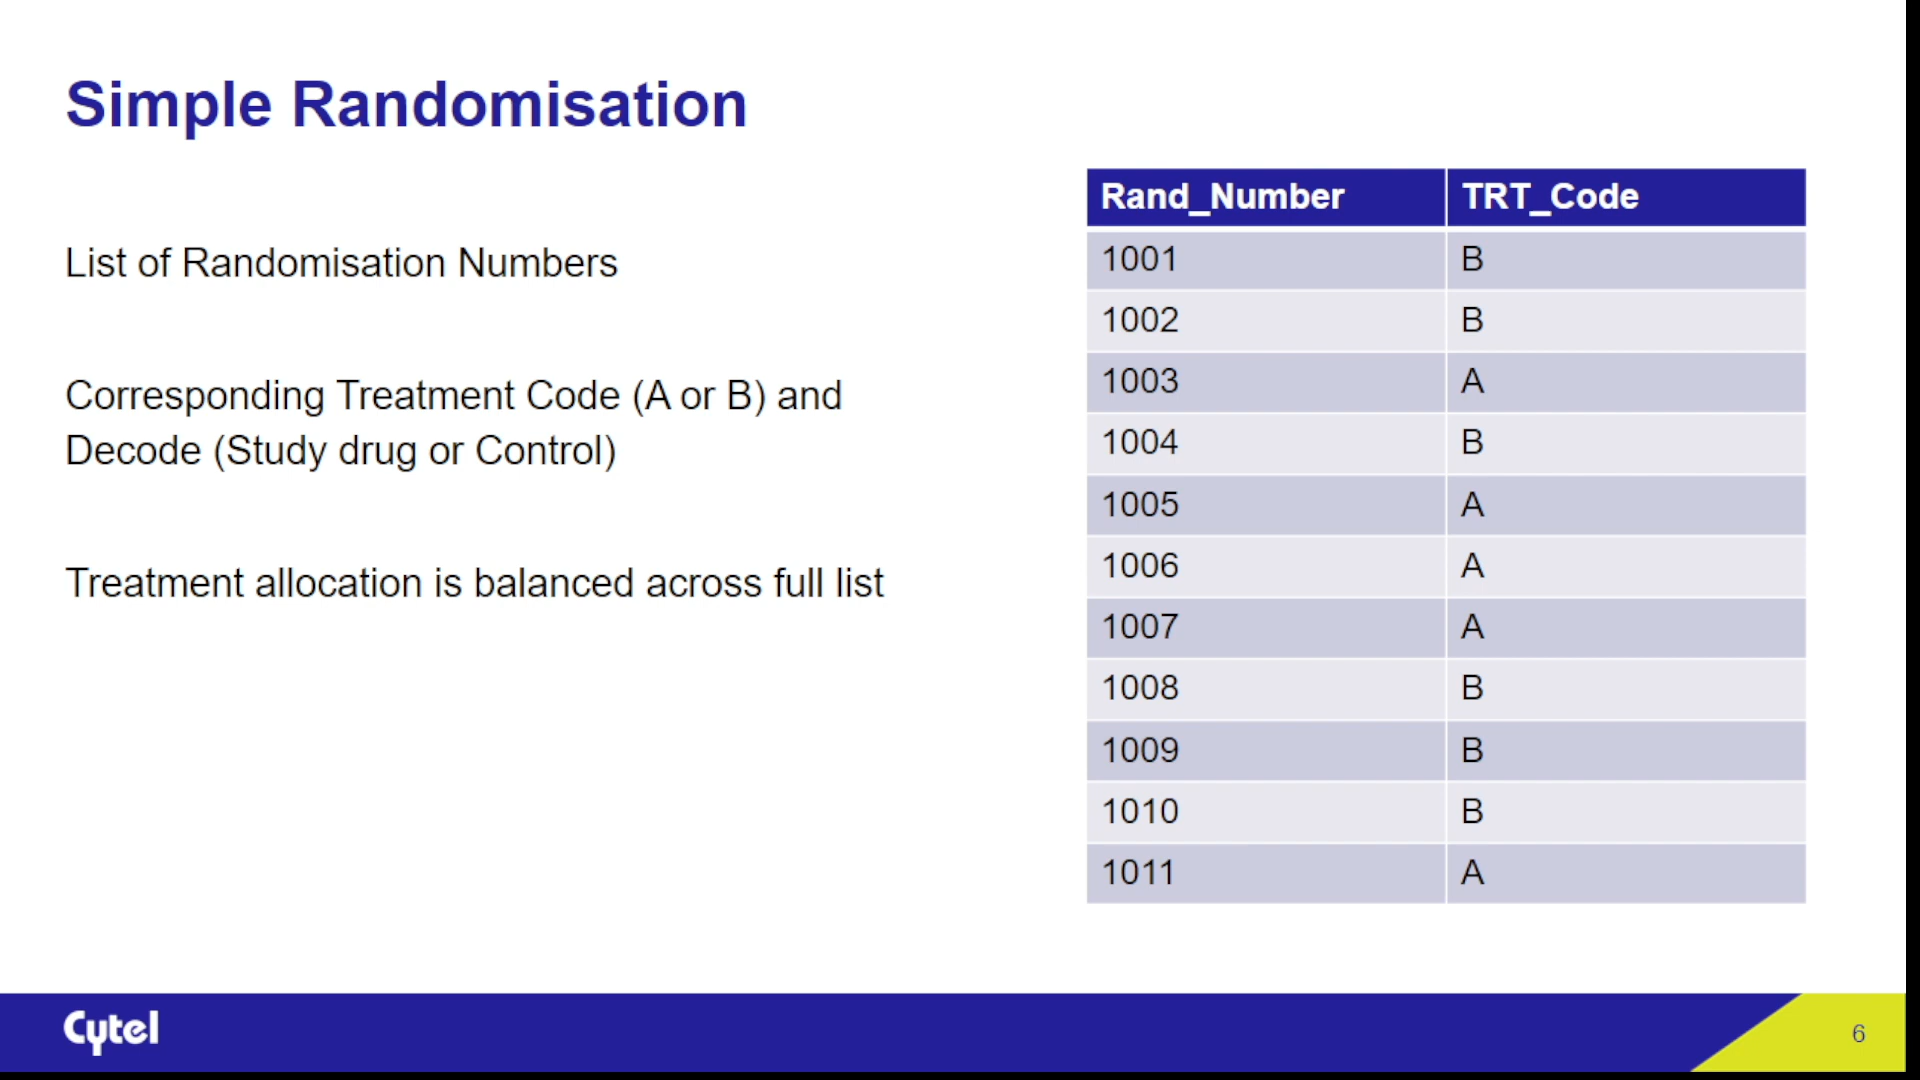 Simple Randomisation
List of Randomisation Numbers
Corresponding Treatment Code (A or B) and
Decode (Study drug or Control)
Treatment allocation is balanced across full list
Rand_Number TRT_Code
1001 B
1002 B
1003 A
1004 B
1005 A
1006 A
1007 A
1008 B
1009 B
1010 B
1011 A
Cytel
6